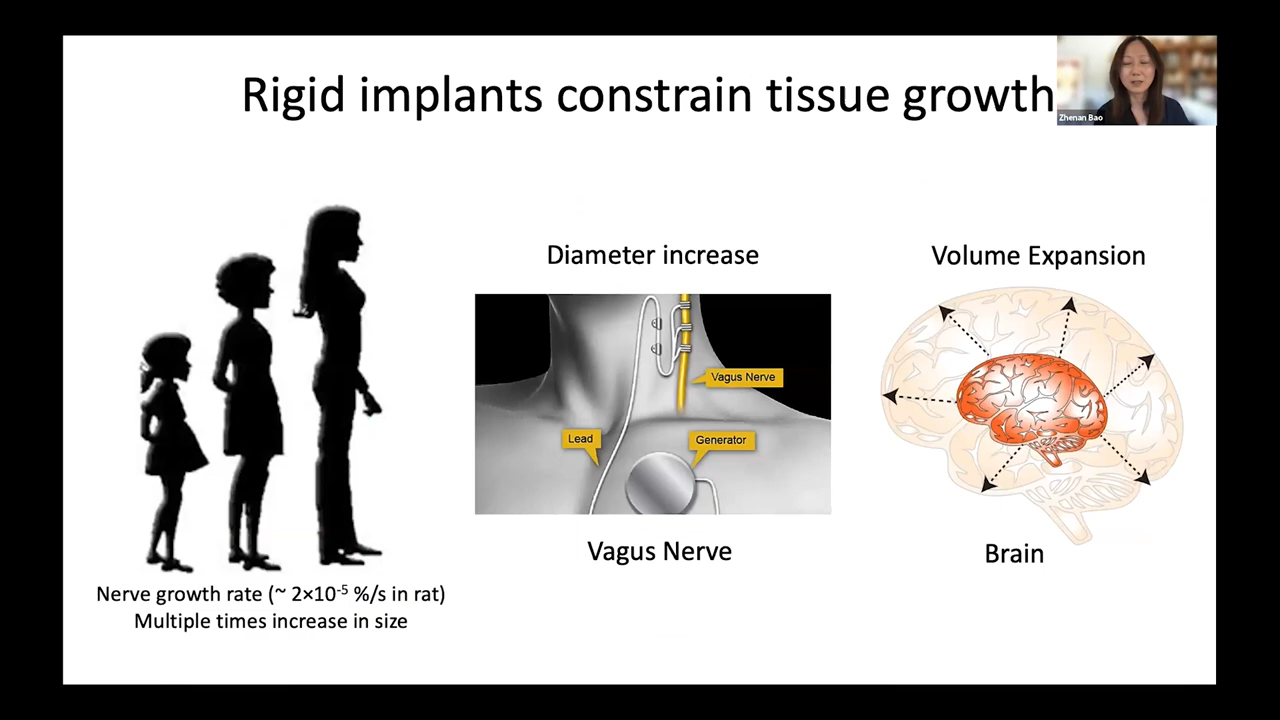 Rigid implants constrain tissue growth
Zhenan Bao
Diameter increase
Volume Expansion
Vagus Nerve
Lead
Generator
Vagus Nerve
Brain
Nerve growth rate (~ 2×10⁻⁵ %/s in rat)
Multiple times increase in size